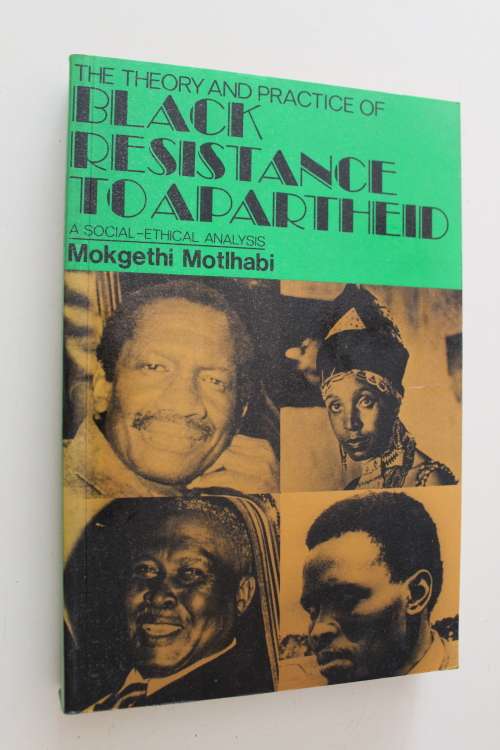 THE THEORY AND PRACTICE OF
BLACK
RESISTANCE
TO APARTHEID
A SOCIAL-ETHICAL ANALYSIS
Mokgethi Motlhabi